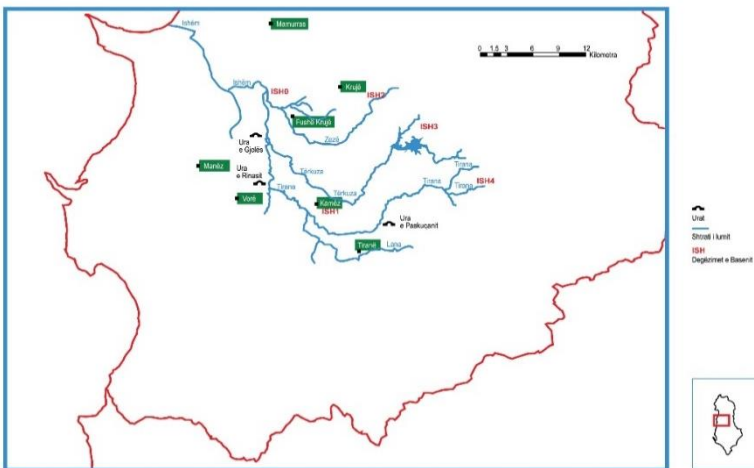 Ishëm
Mamurras
0 1.5 3 6 9 12
Kilometra
Ishëm
ISH0
Krujë
ISH2
Fushë Krujë
ISH3
Ura
e Gjolës
Zezë
Manëz
Ura
e Rinasit
Tërkuza
Tirana
Tirana
Tirana
ISH4
Vorë
Tërkuza
Kamëz
ISH1
Ura
e Paskuqanit
Tiranë
Lana
Urat
Shtrati i lumit
ISH
Degëzimet e Basenit